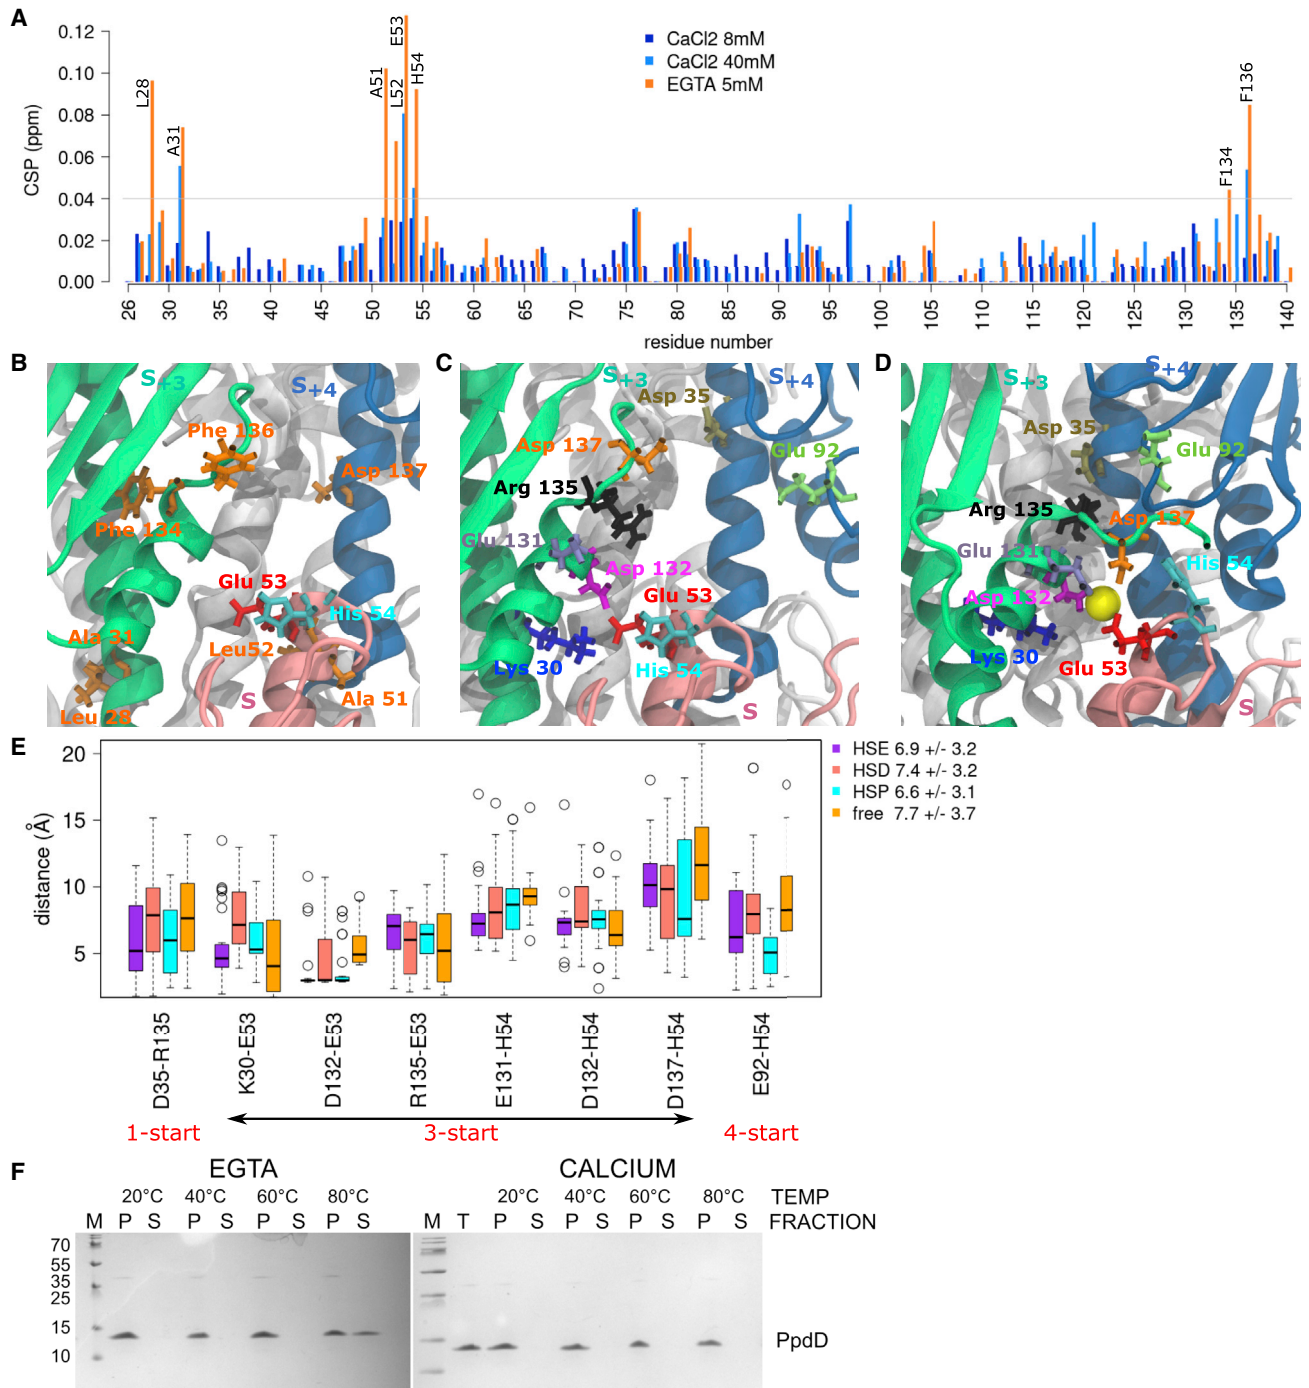 A
CSP (ppm)
0.12
0.10
0.08
0.06
0.04
0.02
0.00
L28
A31
A51
L52
E53
H54
F134
F136
CaCl2 8mM
CaCl2 40mM
EGTA 5mM
26 30 35 40 45 50 55 60 65 70 75 80 85 90 95 100 105 110 115 120 125 130 135 140
residue number
B
S+3
S+4
Phe 136
Asp 137
Phe 134
Glu 53
His 54
Ala 31
Leu52
Leu 28
S
Ala 51
C
S+3
S+4
Asp 35
Asp 137
Glu 92
Arg 135
Glu 131
Asp 132
Glu 53
Lys 30
His 54
S
D
S+3
S+4
Asp 35
Glu 92
Arg 135
Asp 137
Glu 131
His 54
Asp 132
Lys 30
Glu 53
S
E
distance (Å)
20
15
10
5
HSE 6.9 +/- 3.2
HSD 7.4 +/- 3.2
HSP 6.6 +/- 3.1
free 7.7 +/- 3.7
D35-R135
K30-E53
D132-E53
R135-E53
E131-H54
D132-H54
D137-H54
E92-H54
1-start
3-start
4-start
F
EGTA
CALCIUM
20°C 40°C 60°C 80°C 20°C 40°C 60°C 80°C TEMP
M P S P S P S P S M T P S P S P S P S FRACTION
70
55
35
25
15
10
PpdD